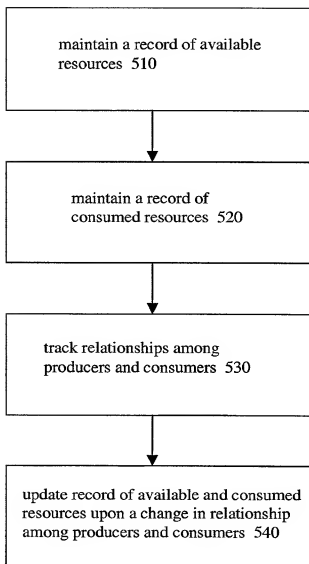 maintain a record of available
resources 510
maintain a record of
consumed resources 520
track relationships among
producers and consumers 530
update record of available and consumed
resources upon a change in relationship
among producers and consumers 540